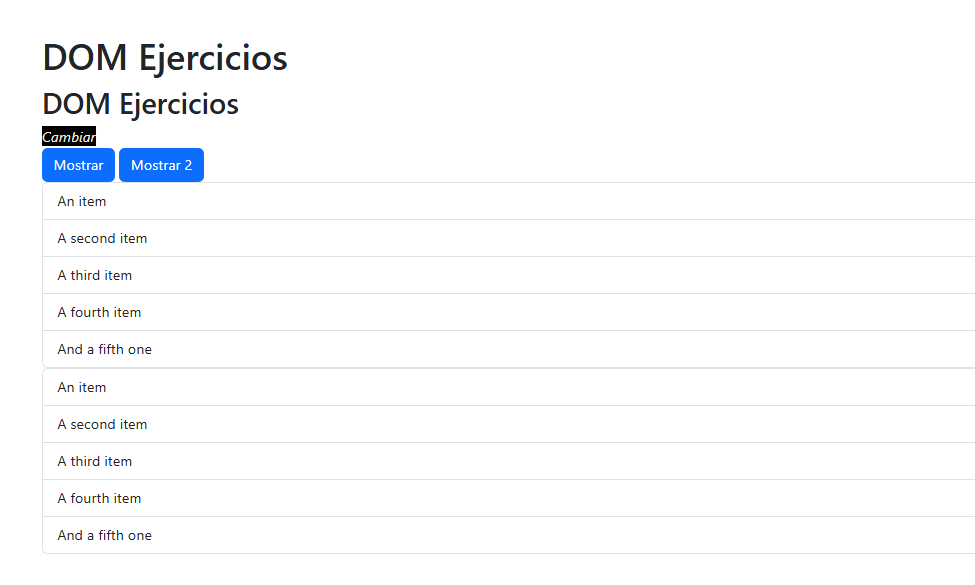 DOM Ejercicios
DOM Ejercicios
Cambiar
Mostrar Mostrar 2
An item
A second item
A third item
A fourth item
And a fifth one
An item
A second item
A third item
A fourth item
And a fifth one